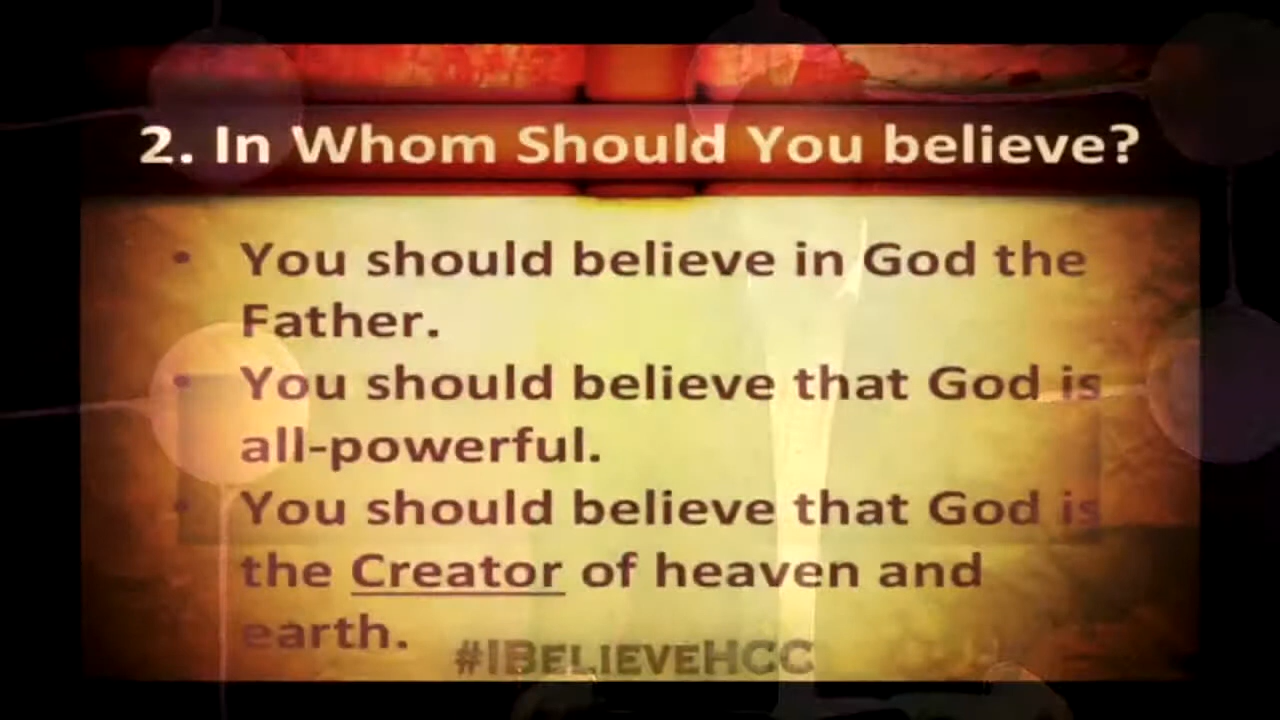 2. In Whom Should You believe?
• You should believe in God the
Father.
• You should believe that God is
all-powerful.
• You should believe that God is
the Creator of heaven and
earth.
#IBELIEVEHCC